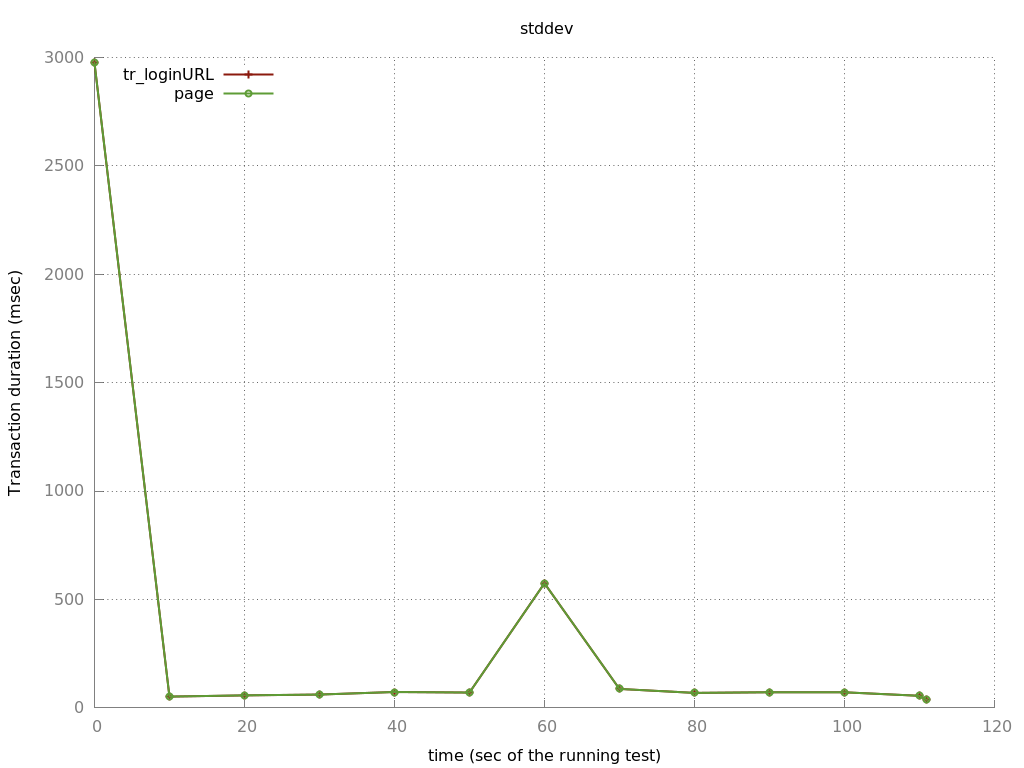 stddev
3000
tr_loginURL
page
2500
2000
1500
1000
500
0
Transaction duration (msec)
0 20 40 60 80 100 120
time (sec of the running test)